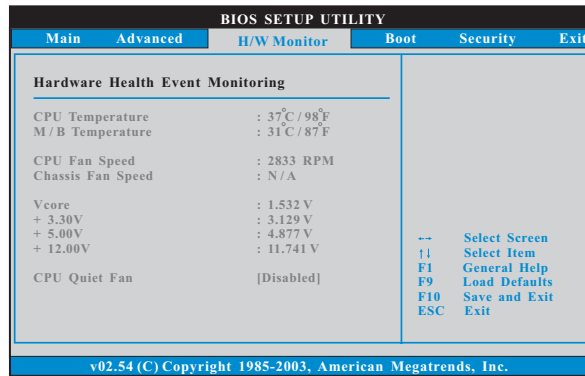 BIOS SETUP UTILITY
Main Advanced H/W Monitor Boot Security Exit
Hardware Health Event Monitoring
CPU Temperature : 37°C / 98°F
M / B Temperature : 31°C / 87°F
CPU Fan Speed : 2833 RPM
Chassis Fan Speed : N / A
Vcore : 1.532 V
+ 3.30V : 3.129 V
+ 5.00V : 4.877 V
+ 12.00V : 11.741 V
CPU Quiet Fan [Disabled]
←→ Select Screen
↑↓ Select Item
F1 General Help
F9 Load Defaults
F10 Save and Exit
ESC Exit
v02.54 (C) Copyright 1985-2003, American Megatrends, Inc.